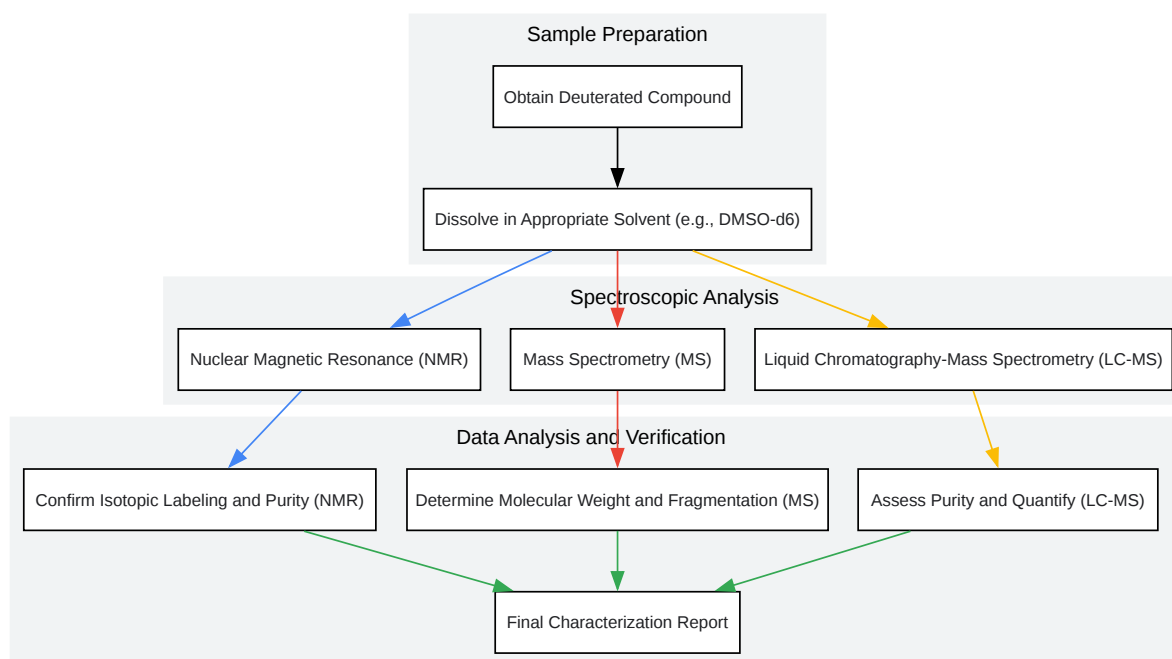 Sample Preparation
Obtain Deuterated Compound
Dissolve in Appropriate Solvent (e.g., DMSO-d6)
Spectroscopic Analysis
Nuclear Magnetic Resonance (NMR)
Mass Spectrometry (MS)
Liquid Chromatography-Mass Spectrometry (LC-MS)
Data Analysis and Verification
Confirm Isotopic Labeling and Purity (NMR)
Determine Molecular Weight and Fragmentation (MS)
Assess Purity and Quantify (LC-MS)
Final Characterization Report